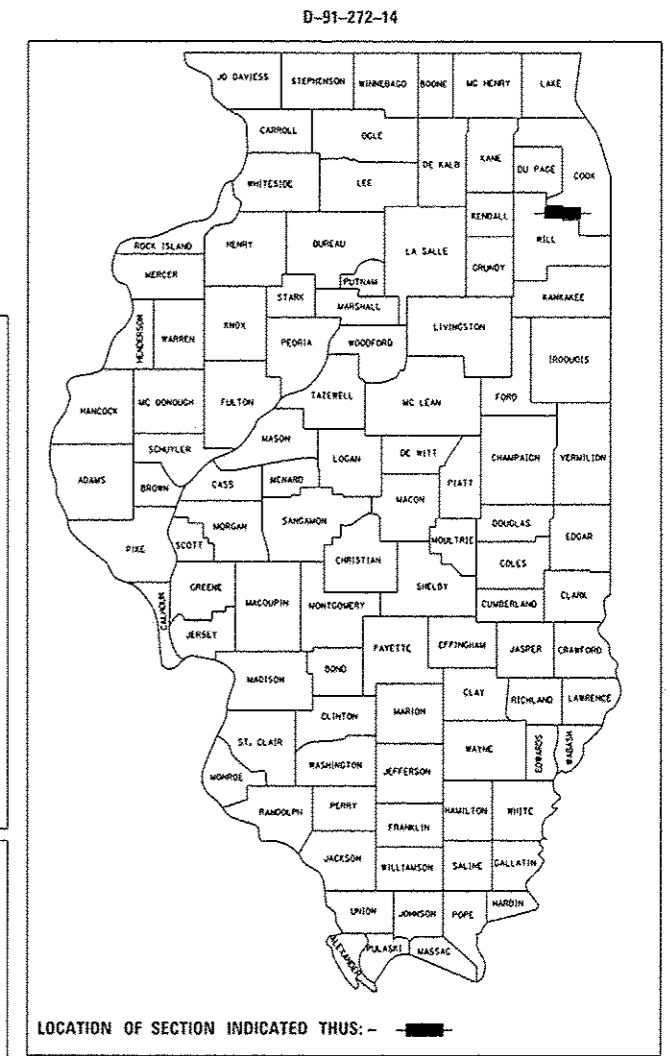 D-91-272-14
JO DAVIESS STEPHENSON WINNEBAGO BOONE MC HENRY LAKE
CARROLL OGLE
DE KALB KANE DU PAGE COOK
WHITESIDE LEE
KENDALL WILL
ROCK ISLAND HENRY BUREAU LA SALLE GRUNDY
MERCER PUTNAM KANKAKEE
STARK MARSHALL
HENDERSON WARREN KNOX PEORIA WOODFORD LIVINGSTON IROQUOIS
HANCOCK MC DONOUGH FULTON TAZEWELL MC LEAN FORD
MASON
SCHUYLER LOGAN DE WITT CHAMPAIGN VERMILION
ADAMS BROWN CASS MENARD PIATT
MACON
MORGAN SANGAMON DOUGLAS
PIKE SCOTT MOULTRIE EDGAR
CHRISTIAN COLES
GREENE SHELBY
CALHOUN MACOUPIN MONTGOMERY CUMBERLAND CLARK
JERSEY
FAYETTE EFFINGHAM JASPER CRAWFORD
MADISON BOND
CLAY RICHLAND LAWRENCE
CLINTON MARION
ST. CLAIR WAYNE EDWARDS WABASH
WASHINGTON JEFFERSON
MONROE
RANDOLPH PERRY HAMILTON WHITE
FRANKLIN
JACKSON WILLIAMSON SALINE GALLATIN
UNION JOHNSON POPE HARDIN
ALEXANDER PULASKI MASSAC
LOCATION OF SECTION INDICATED THUS: -